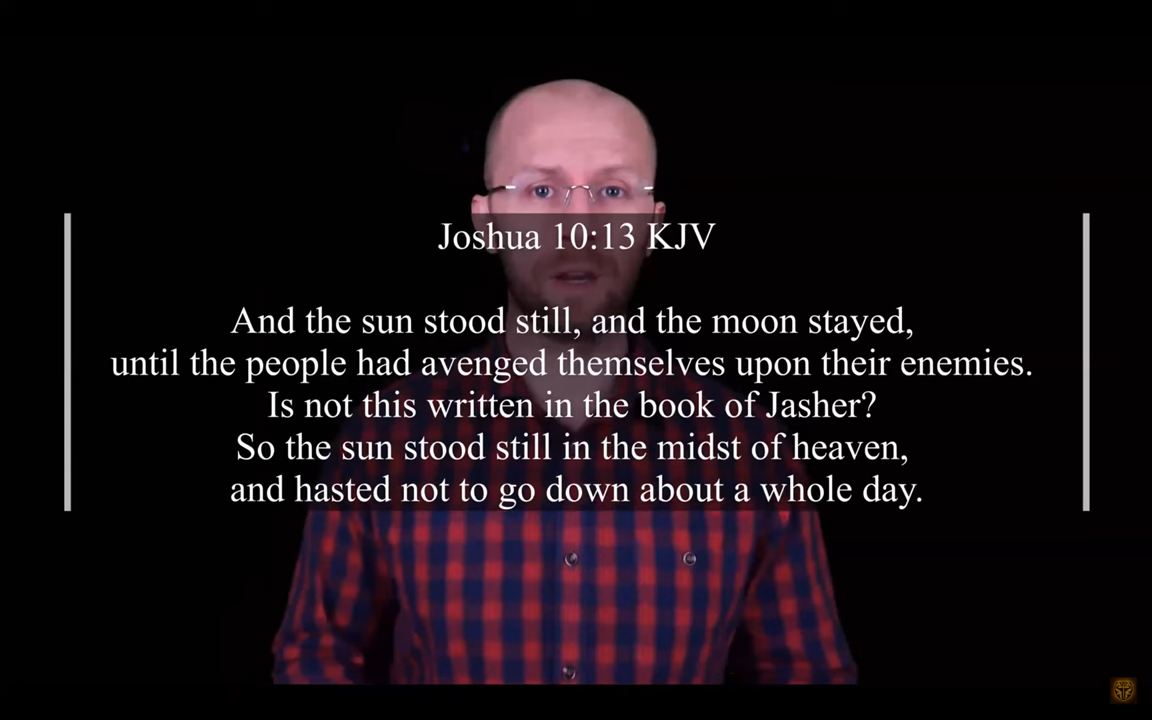 Joshua 10:13 KJV
And the sun stood still, and the moon stayed,
until the people had avenged themselves upon their enemies.
Is not this written in the book of Jasher?
So the sun stood still in the midst of heaven,
and hasted not to go down about a whole day.